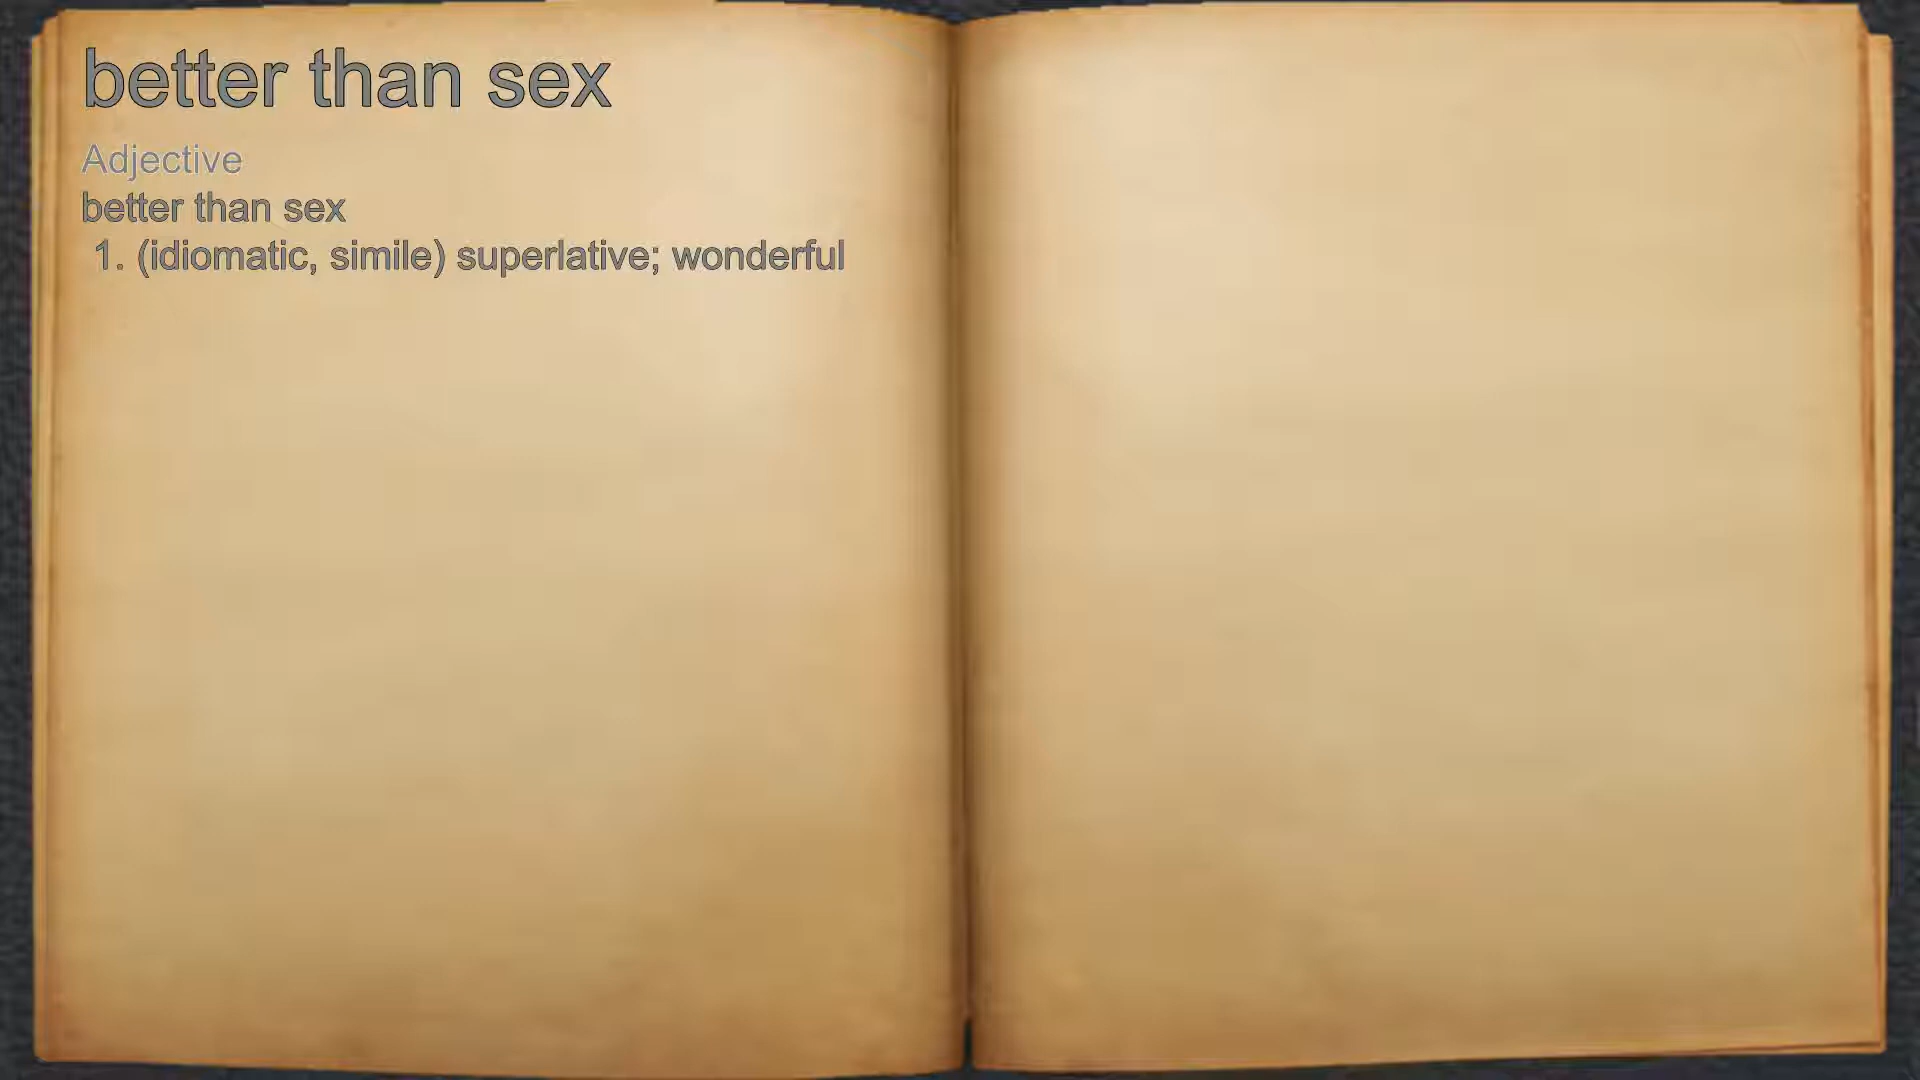 better than sex
Adjective
better than sex
1. (idiomatic, simile) superlative; wonderful